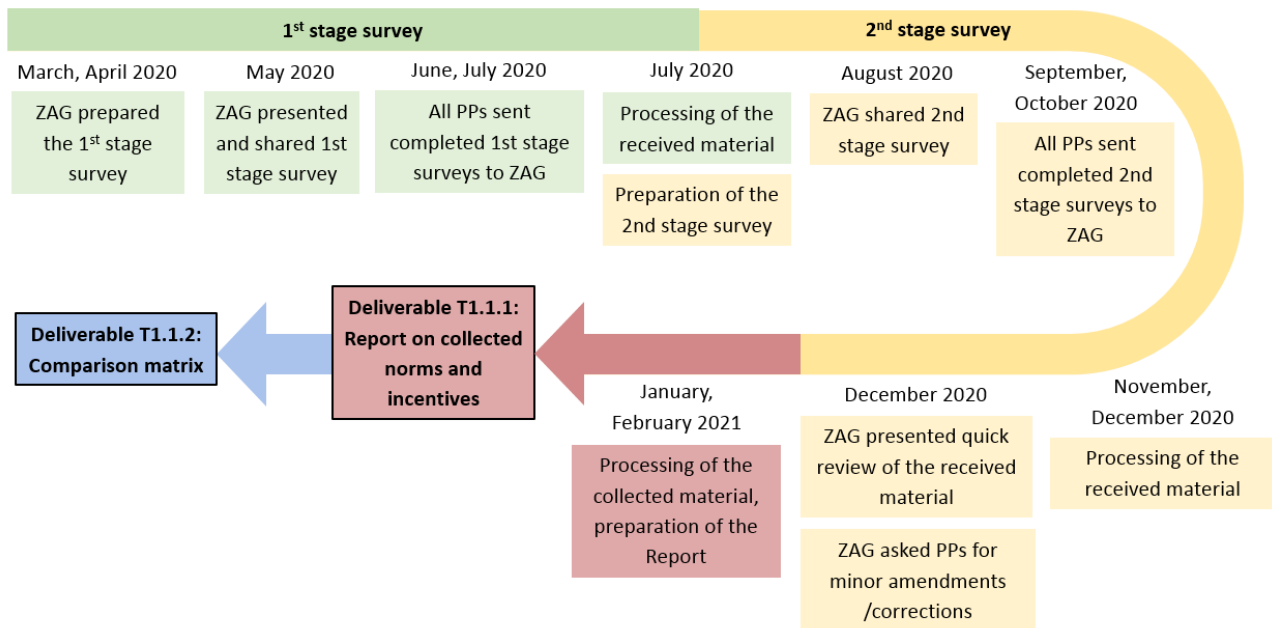 1st stage survey
2nd stage survey
March, April 2020
ZAG prepared
the 1st stage
survey
May 2020
ZAG presented
and shared 1st
stage survey
June, July 2020
All PPs sent
completed 1st stage
surveys to ZAG
July 2020
Processing of the
received material
Preparation of the
2nd stage survey
August 2020
ZAG shared 2nd
stage survey
September,
October 2020
All PPs sent
completed 2nd
stage surveys to
ZAG
November,
December 2020
Processing of the
received material
December 2020
ZAG presented quick
review of the received
material
ZAG asked PPs for
minor amendments
/corrections
January,
February 2021
Processing of the
collected material,
preparation of the
Report
Deliverable T1.1.1:
Report on collected
norms and
incentives
Deliverable T1.1.2:
Comparison matrix